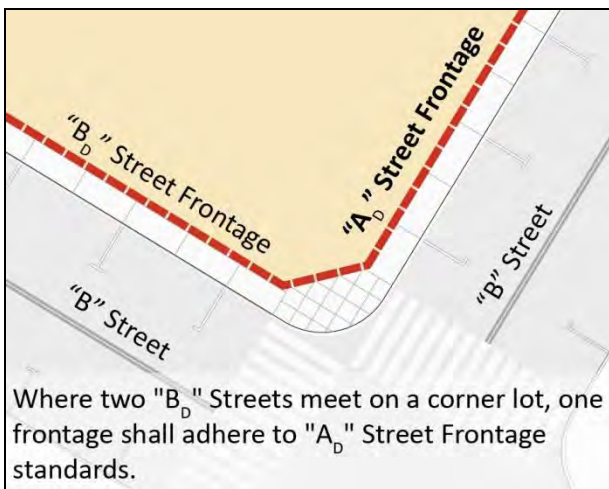 “A_D” Street Frontage
“B_D” Street Frontage
“B” Street
“B” Street
Where two "B_D" Streets meet on a corner lot, one
frontage shall adhere to "A_D" Street Frontage
standards.